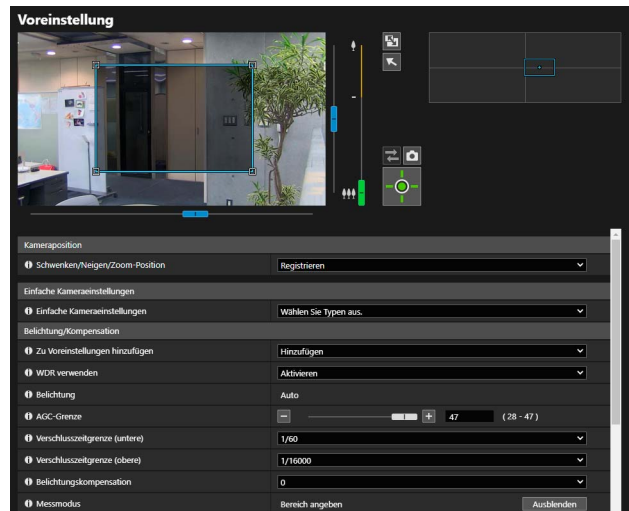 Voreinstellung
Kameraposition
Schwenken/Neigen/Zoom-Position Registrieren
Einfache Kameraeinstellungen
Einfache Kameraeinstellungen Wählen Sie Typen aus.
Belichtung/Kompensation
Zu Voreinstellungen hinzufügen Hinzufügen
WDR verwenden Aktivieren
Belichtung Auto
AGC-Grenze 47 ( 28 - 47 )
Verschlusszeitgrenze (untere) 1/60
Verschlusszeitgrenze (obere) 1/16000
Belichtungskompensation 0
Messmodus Bereich angeben Ausblenden